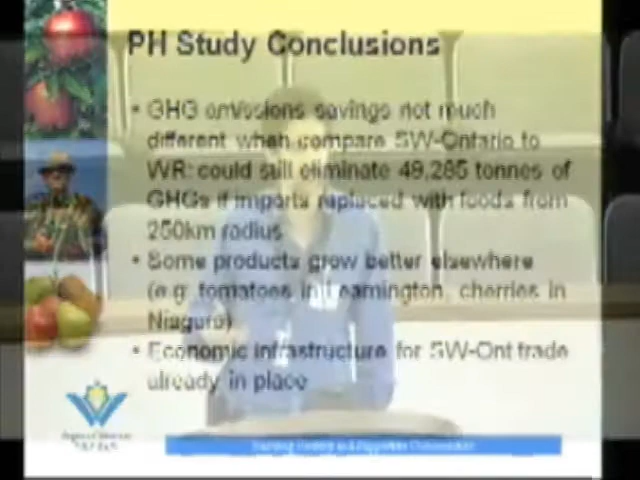 PH Study Conclusions
• GHG emissions savings not much
different when compare SW-Ontario to
WR: could still eliminate 49,285 tonnes of
GHGs if imports replaced with foods from
250km radius
• Some products grow better elsewhere
(e.g. tomatoes in Leamington, cherries in
Niagara)
• Economic infrastructure for SW-Ont trade
already in place